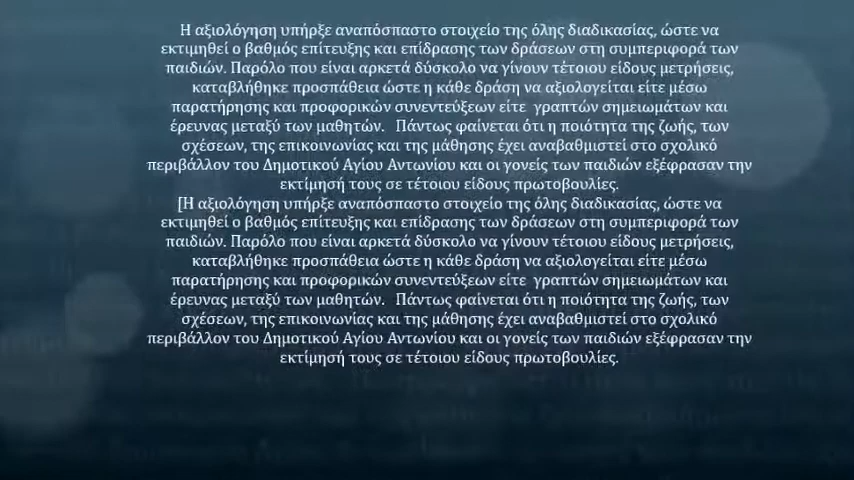 Η αξιολόγηση υπήρξε αναπόσπαστο στοιχείο της όλης διαδικασίας, ώστε να
εκτιμηθεί ο βαθμός επίτευξης και επίδρασης των δράσεων στη συμπεριφορά των
παιδιών. Παρόλο που είναι αρκετά δύσκολο να γίνουν τέτοιου είδους μετρήσεις,
καταβλήθηκε προσπάθεια ώστε η κάθε δράση να αξιολογείται είτε μέσω
παρατήρησης και προφορικών συνεντεύξεων είτε  γραπτών σημειωμάτων και
έρευνας μεταξύ των μαθητών.   Πάντως φαίνεται ότι η ποιότητα της ζωής, των
σχέσεων, της επικοινωνίας και της μάθησης έχει αναβαθμιστεί στο σχολικό
περιβάλλον του Δημοτικού Αγίου Αντωνίου και οι γονείς των παιδιών εξέφρασαν την
εκτίμησή τους σε τέτοιου είδους πρωτοβουλίες.
[Η αξιολόγηση υπήρξε αναπόσπαστο στοιχείο της όλης διαδικασίας, ώστε να
εκτιμηθεί ο βαθμός επίτευξης και επίδρασης των δράσεων στη συμπεριφορά των
παιδιών. Παρόλο που είναι αρκετά δύσκολο να γίνουν τέτοιου είδους μετρήσεις,
καταβλήθηκε προσπάθεια ώστε η κάθε δράση να αξιολογείται είτε μέσω
παρατήρησης και προφορικών συνεντεύξεων είτε  γραπτών σημειωμάτων και
έρευνας μεταξύ των μαθητών.   Πάντως φαίνεται ότι η ποιότητα της ζωής, των
σχέσεων, της επικοινωνίας και της μάθησης έχει αναβαθμιστεί στο σχολικό
περιβάλλον του Δημοτικού Αγίου Αντωνίου και οι γονείς των παιδιών εξέφρασαν την
εκτίμησή τους σε τέτοιου είδους πρωτοβουλίες.